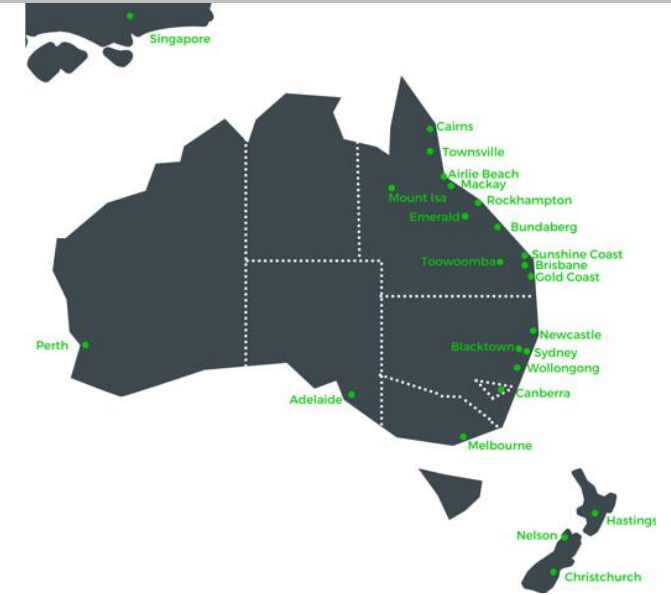 Singapore
Cairns
Townsville
Airlie Beach
Mackay
Mount Isa
Rockhampton
Emerald
Bundaberg
Sunshine Coast
Toowoomba
Brisbane
Gold Coast
Newcastle
Perth
Blacktown
Sydney
Wollongong
Canberra
Adelaide
Melbourne
Hastings
Nelson
Christchurch